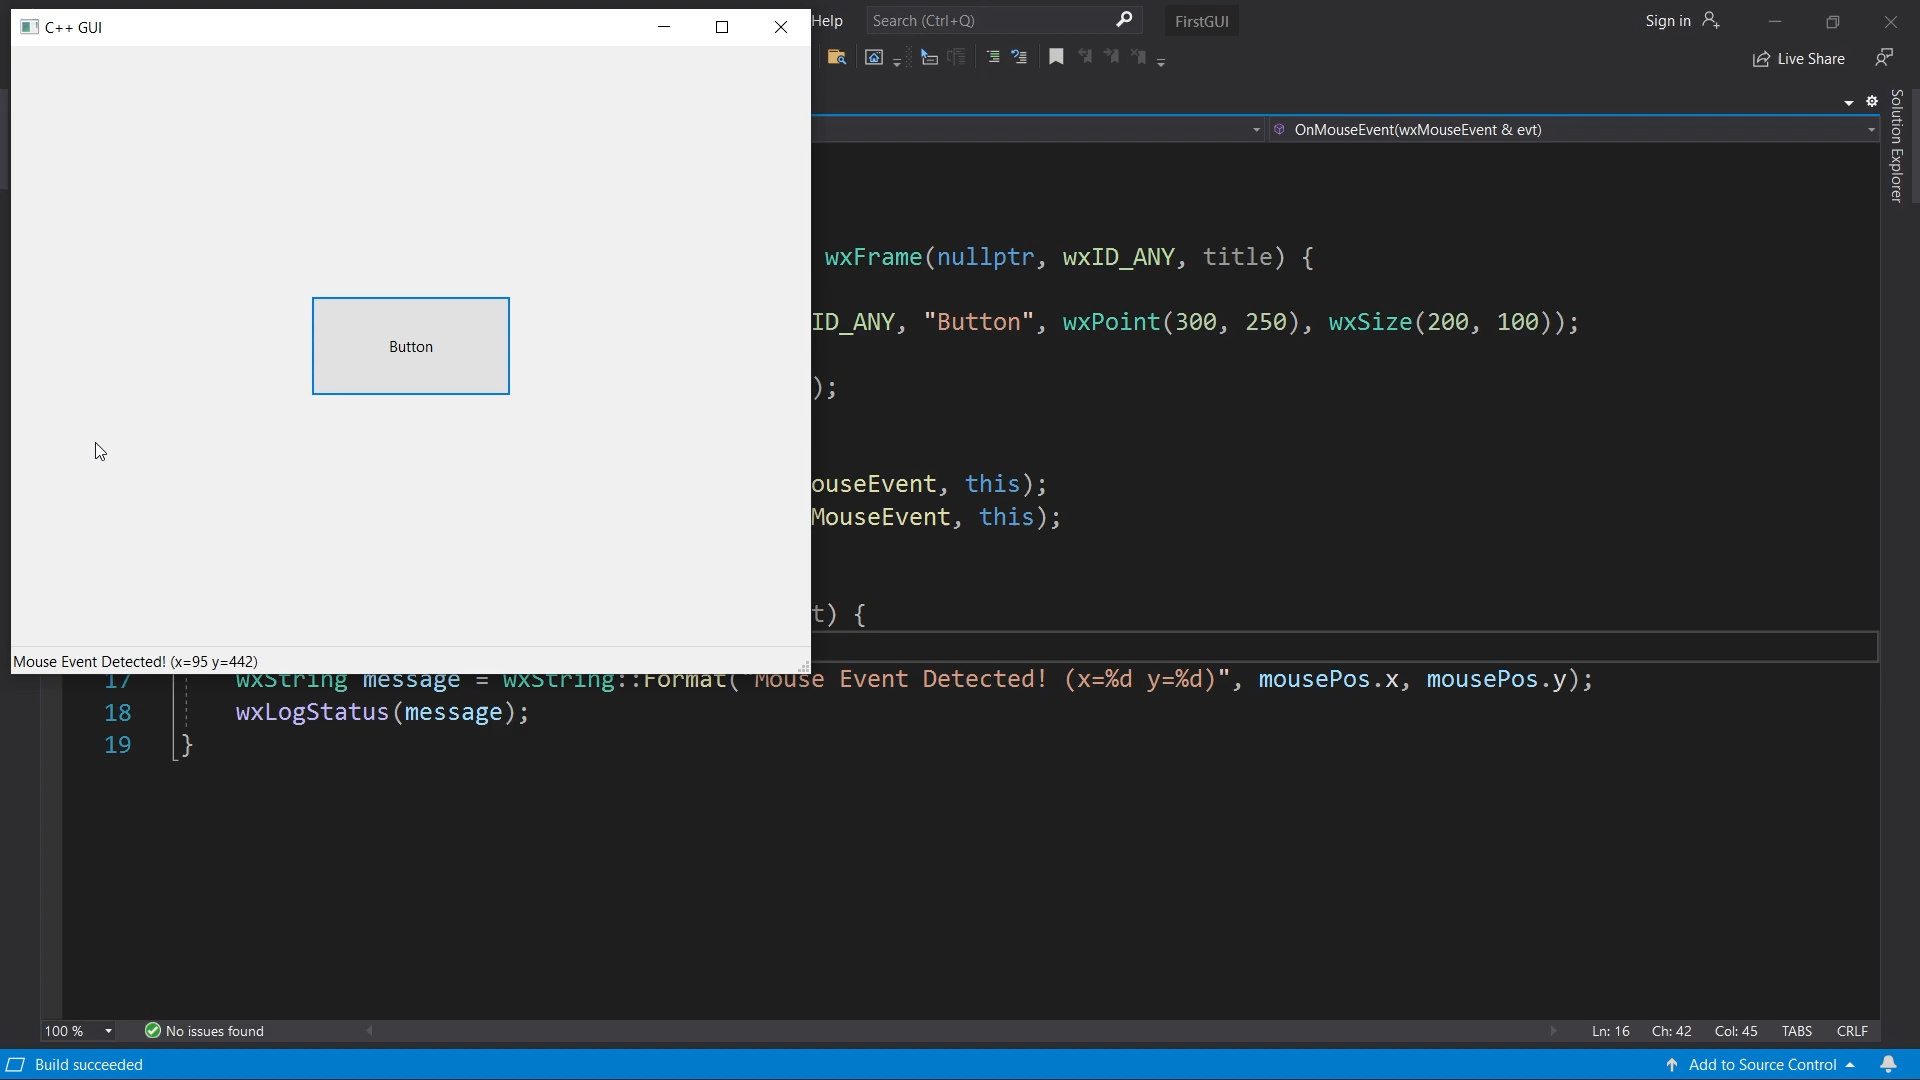 C++ GUI
Help
Search (Ctrl+Q)
FirstGUI
Sign in
Live Share
OnMouseEvent(wxMouseEvent & evt)
Solution Explorer
wxFrame(nullptr, wxID_ANY, title) {
ID_ANY, "Button", wxPoint(300, 250), wxSize(200, 100));
Button
);
ouseEvent, this);
MouseEvent, this);
t) {
Mouse Event Detected! (x=95 y=442)
17 wxString message = wxString::Format("Mouse Event Detected! (x=%d y=%d)", mousePos.x, mousePos.y);
18 wxLogStatus(message);
19 }
100 %
No issues found
Ln: 16 Ch: 42 Col: 45 TABS CRLF
Build succeeded
Add to Source Control